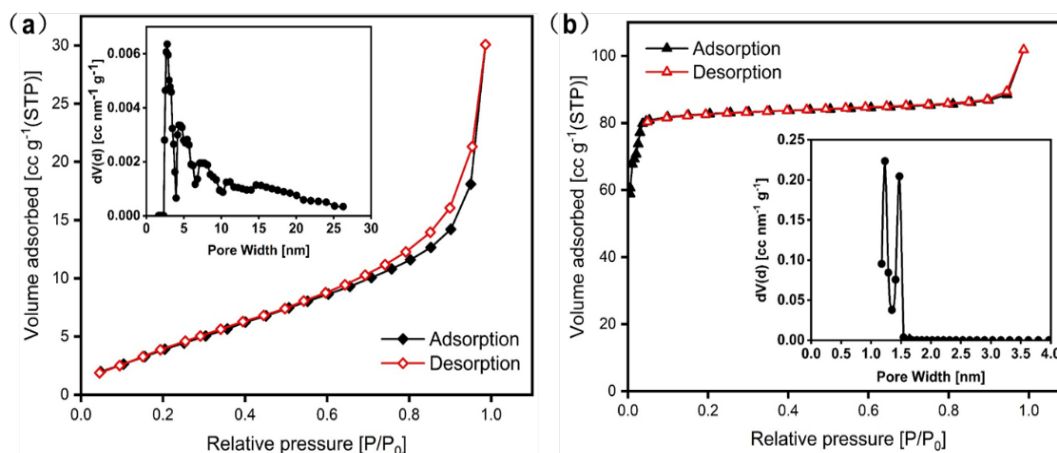 (a)
Volume adsorbed [cc g⁻¹(STP)]
30
25
20
15
10
5
0
0.0 0.2 0.4 0.6 0.8 1.0
Relative pressure [P/P₀]
Adsorption
Desorption
dV(d) [cc nm⁻¹ g⁻¹]
0.006
0.004
0.002
0.000
0 5 10 15 20 25 30
Pore Width [nm]
(b)
Volume adsorbed [cc g⁻¹(STP)]
100
80
60
40
20
0
0.0 0.2 0.4 0.6 0.8 1.0
Relative pressure [P/P₀]
Adsorption
Desorption
dV(d) [cc nm⁻¹ g⁻¹]
0.25
0.20
0.15
0.10
0.05
0.00
0.0 0.5 1.0 1.5 2.0 2.5 3.0 3.5 4.0
Pore Width [nm]